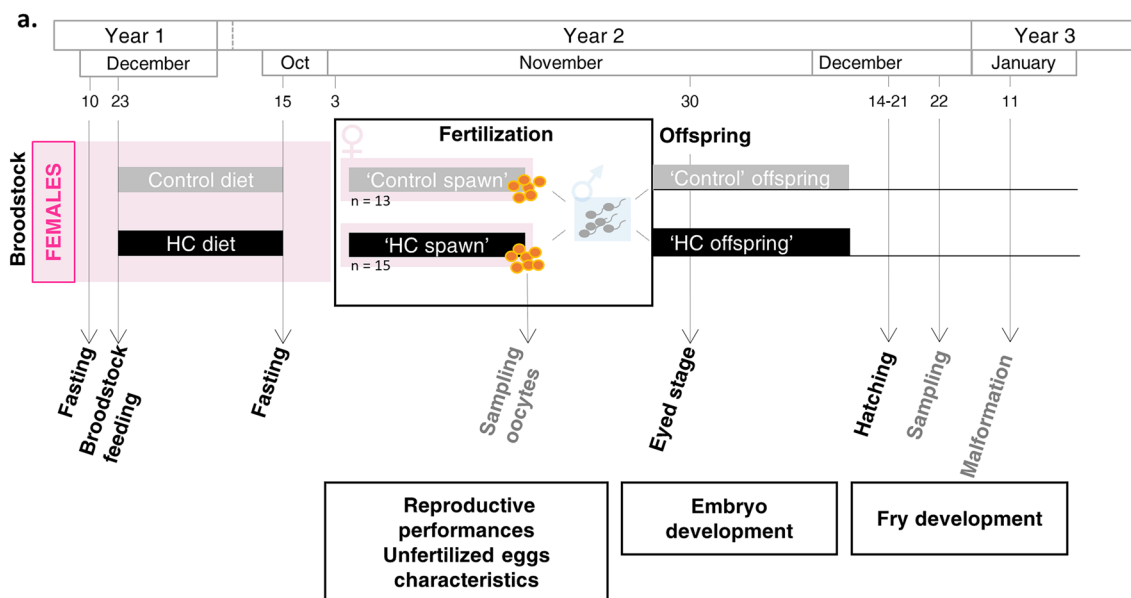 a.
Year 1
Year 2
Year 3
December
Oct
November
December
January
10
23
15
3
30
14-21
22
11
Broodstock
FEMALES
Fertilization
Offspring
Control diet
'Control spawn'
'Control' offspring
n = 13
HC diet
'HC spawn'
'HC offspring'
n = 15
Fasting
Broodstock
feeding
Fasting
Sampling
oocytes
Eyed stage
Hatching
Sampling
Malformation
Reproductive
performances
Unfertilized eggs
characteristics
Embryo
development
Fry development